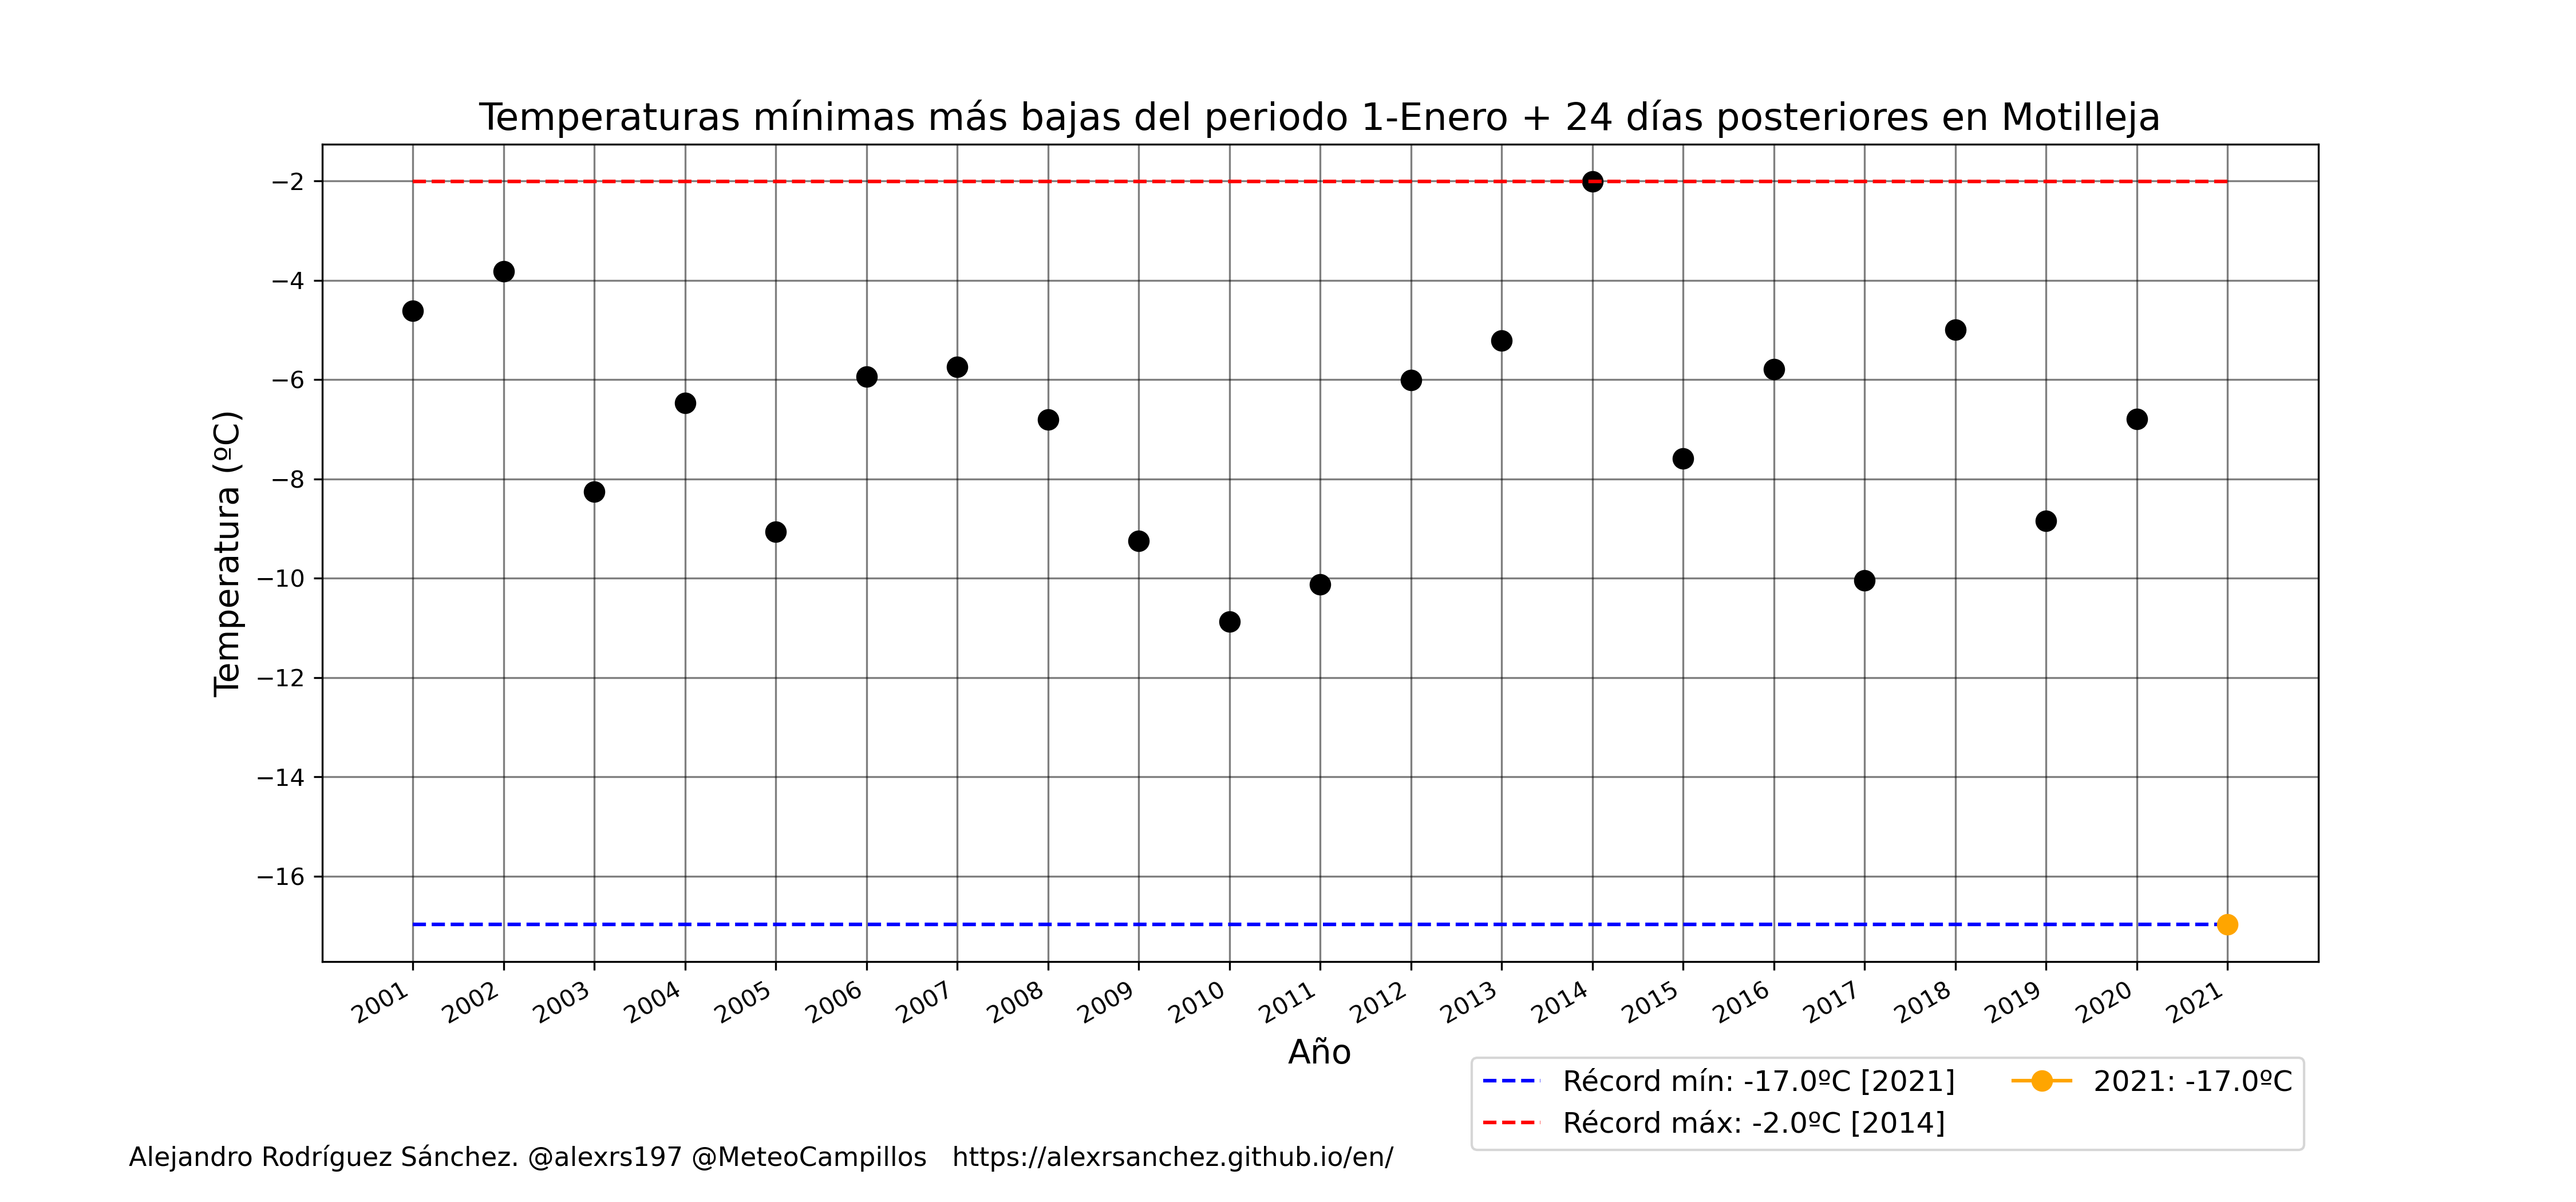 Temperaturas mínimas más bajas del periodo 1-Enero + 24 días posteriores en Motilleja
−2
−4
−6
−8
−10
−12
−14
−16
Temperatura (ºC)
2001 2002 2003 2004 2005 2006 2007 2008 2009 2010 2011 2012 2013 2014 2015 2016 2017 2018 2019 2020 2021
Año
Récord mín: -17.0ºC [2021] 2021: -17.0ºC
Récord máx: -2.0ºC [2014]
Alejandro Rodríguez Sánchez. @alexrs197 @MeteoCampillos https://alexrsanchez.github.io/en/